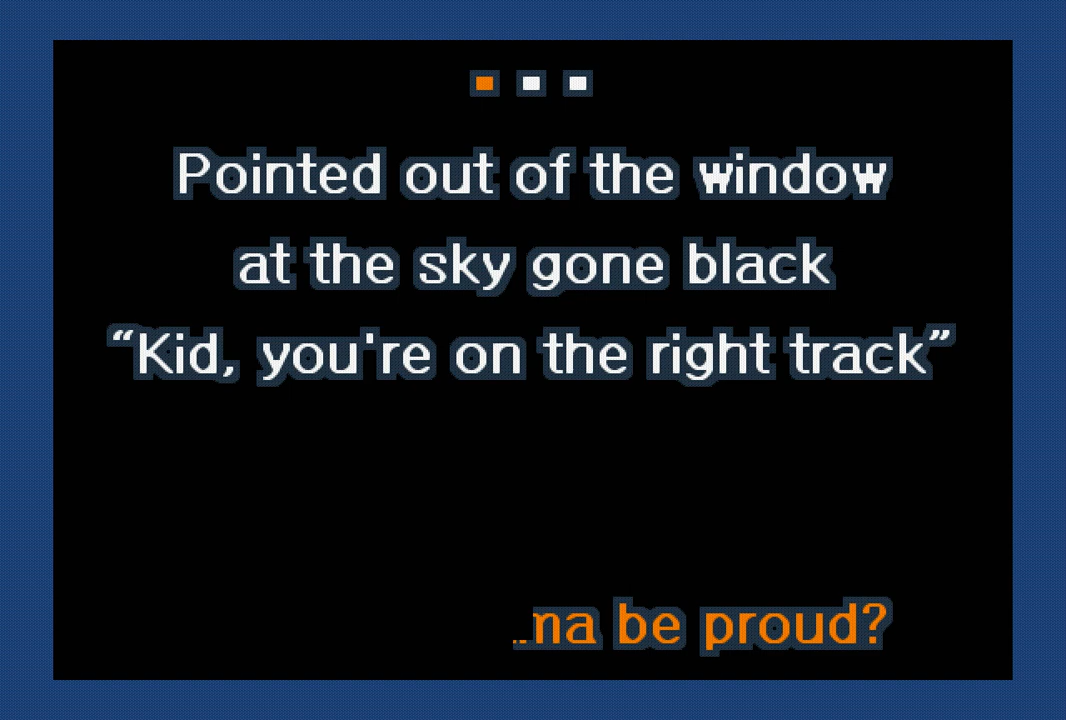 Pointed out of the window
at the sky gone black
“Kid, you're on the right track”
be proud?